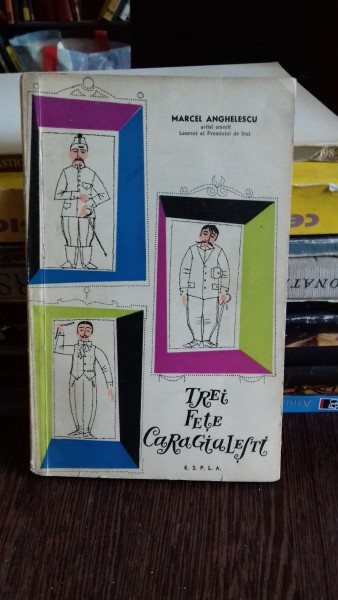 MARCEL ANGHELESCU
artist emerit
Laureat al Premiului de Stat
TREI
FEȚE
CARAGIALEȘTI
E. S. P. L. A.